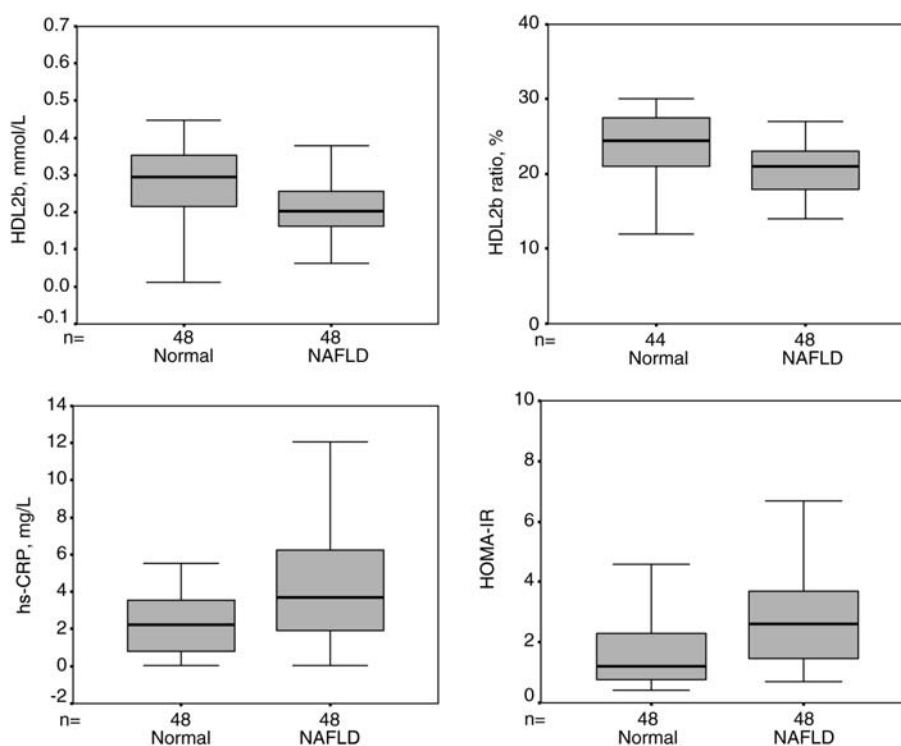 HDL2b, mmol/L
0.7
0.6
0.5
0.4
0.3
0.2
0.1
0.0
-0.1
n= 48 48
Normal NAFLD
HDL2b ratio, %
40
30
20
10
0
n= 44 48
Normal NAFLD
hs-CRP, mg/L
14
12
10
8
6
4
2
0
-2
n= 48 48
Normal NAFLD
HOMA-IR
10
8
6
4
2
0
n= 48 48
Normal NAFLD